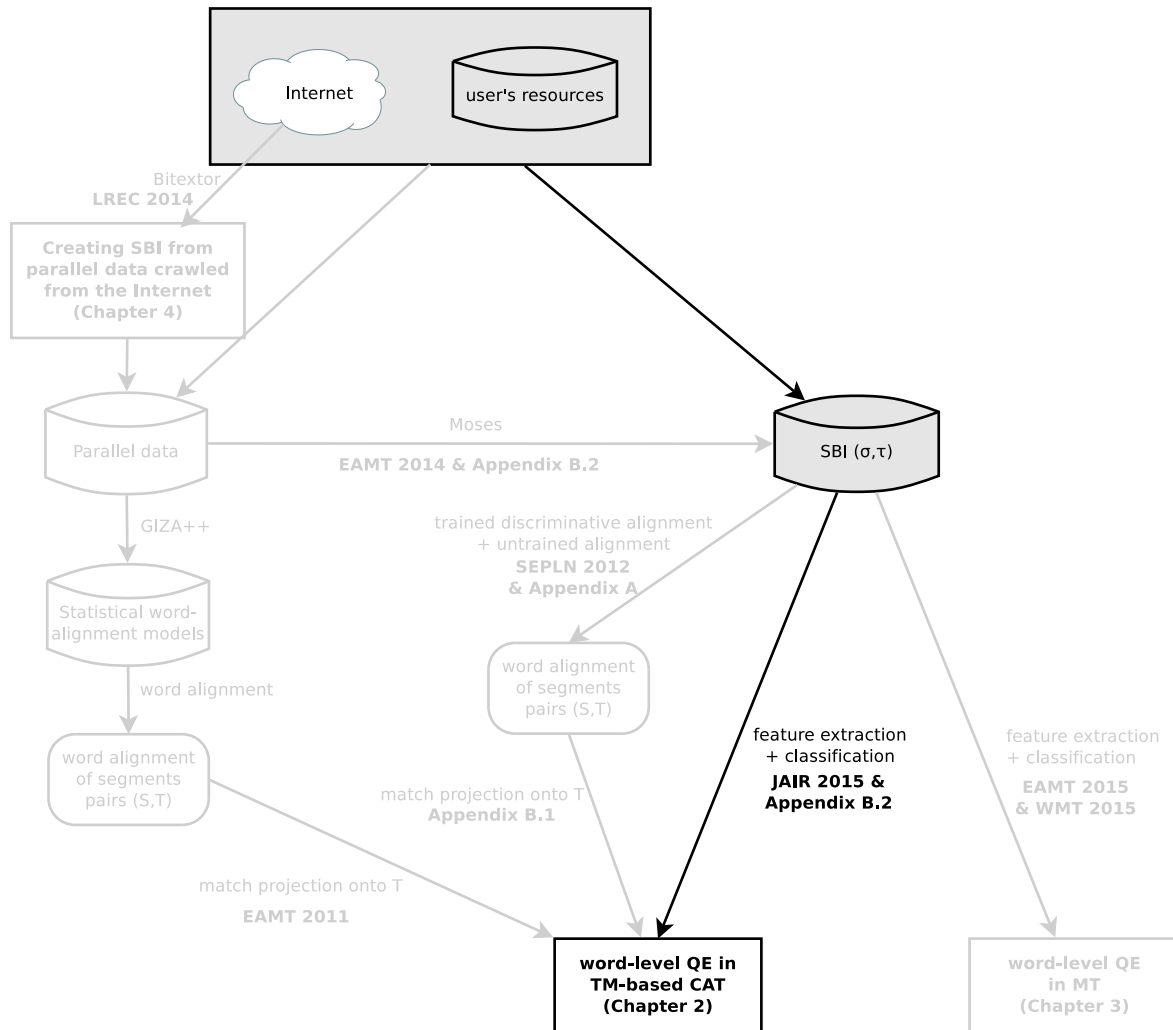 Internet
user's resources
Bitextor
LREC 2014
Creating SBI from
parallel data crawled
from the Internet
(Chapter 4)
Parallel data
Moses
EAMT 2014 & Appendix B.2
SBI (σ,τ)
GIZA++
trained discriminative alignment
+ untrained alignment
SEPLN 2012
& Appendix A
Statistical word-
alignment models
word alignment
of segments
pairs (S,T)
word alignment
word alignment
of segments
pairs (S,T)
feature extraction
+ classification
JAIR 2015 &
Appendix B.2
feature extraction
+ classification
EAMT 2015
& WMT 2015
match projection onto T
Appendix B.1
match projection onto T
EAMT 2011
word-level QE in
TM-based CAT
(Chapter 2)
word-level QE
in MT
(Chapter 3)